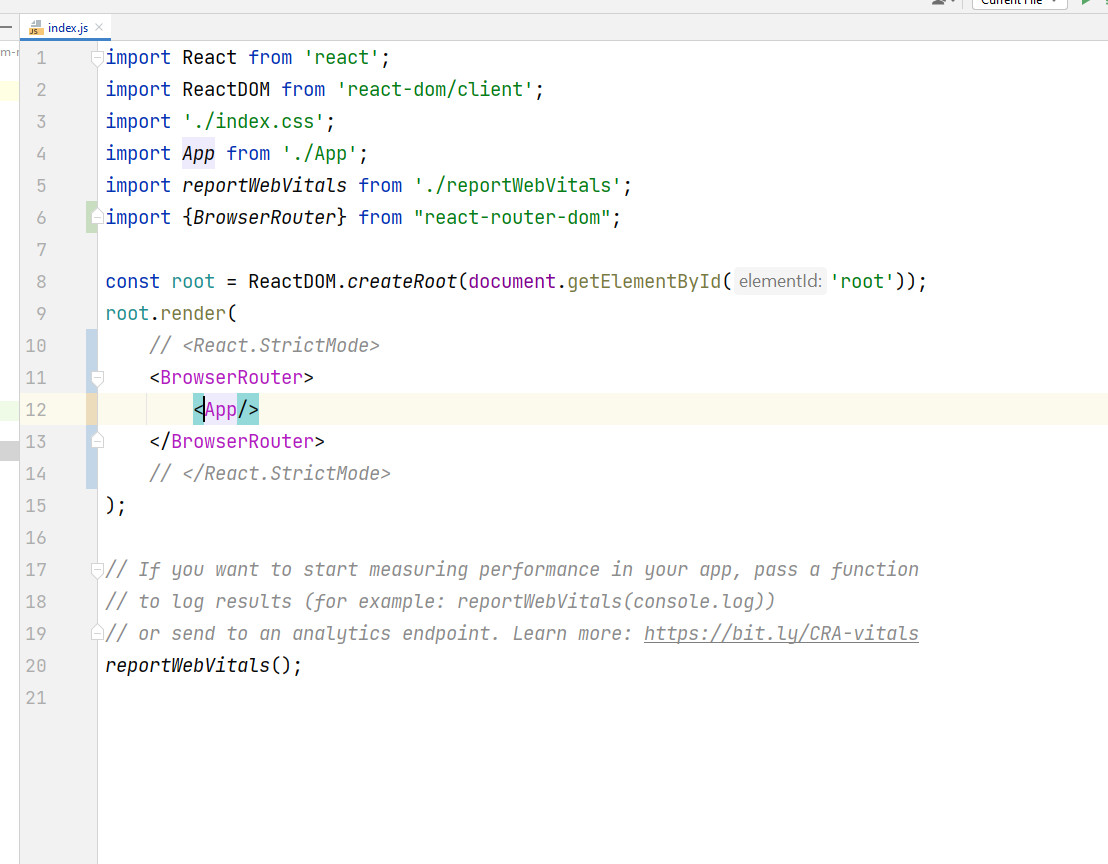 Current File
index.js
m-r
1 import React from 'react';
2 import ReactDOM from 'react-dom/client';
3 import './index.css';
4 import App from './App';
5 import reportWebVitals from './reportWebVitals';
6 import {BrowserRouter} from "react-router-dom";
7
8 const root = ReactDOM.createRoot(document.getElementById( elementId: 'root'));
9 root.render(
10 // <React.StrictMode>
11 <BrowserRouter>
12 <App/>
13 </BrowserRouter>
14 // </React.StrictMode>
15 );
16
17 // If you want to start measuring performance in your app, pass a function
18 // to log results (for example: reportWebVitals(console.log))
19 // or send to an analytics endpoint. Learn more: https://bit.ly/CRA-vitals
20 reportWebVitals();
21